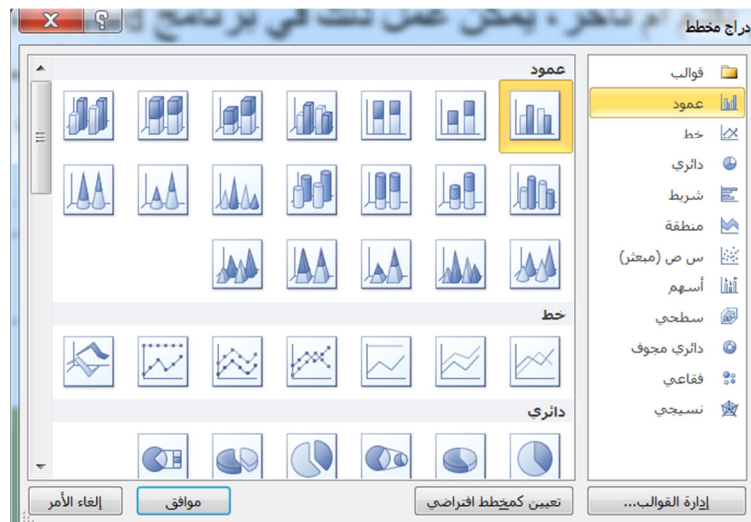 دراج مخطط
قوالب
عمود
خط
دائري
شريط
منطقة
س ص (مبعثر)
أسهم
سطحي
دائري مجوف
فقاعي
نسيجي
عمود
خط
دائري
إدارة القوالب...
تعيين كمخطط افتراضي
موافق
إلغاء الأمر